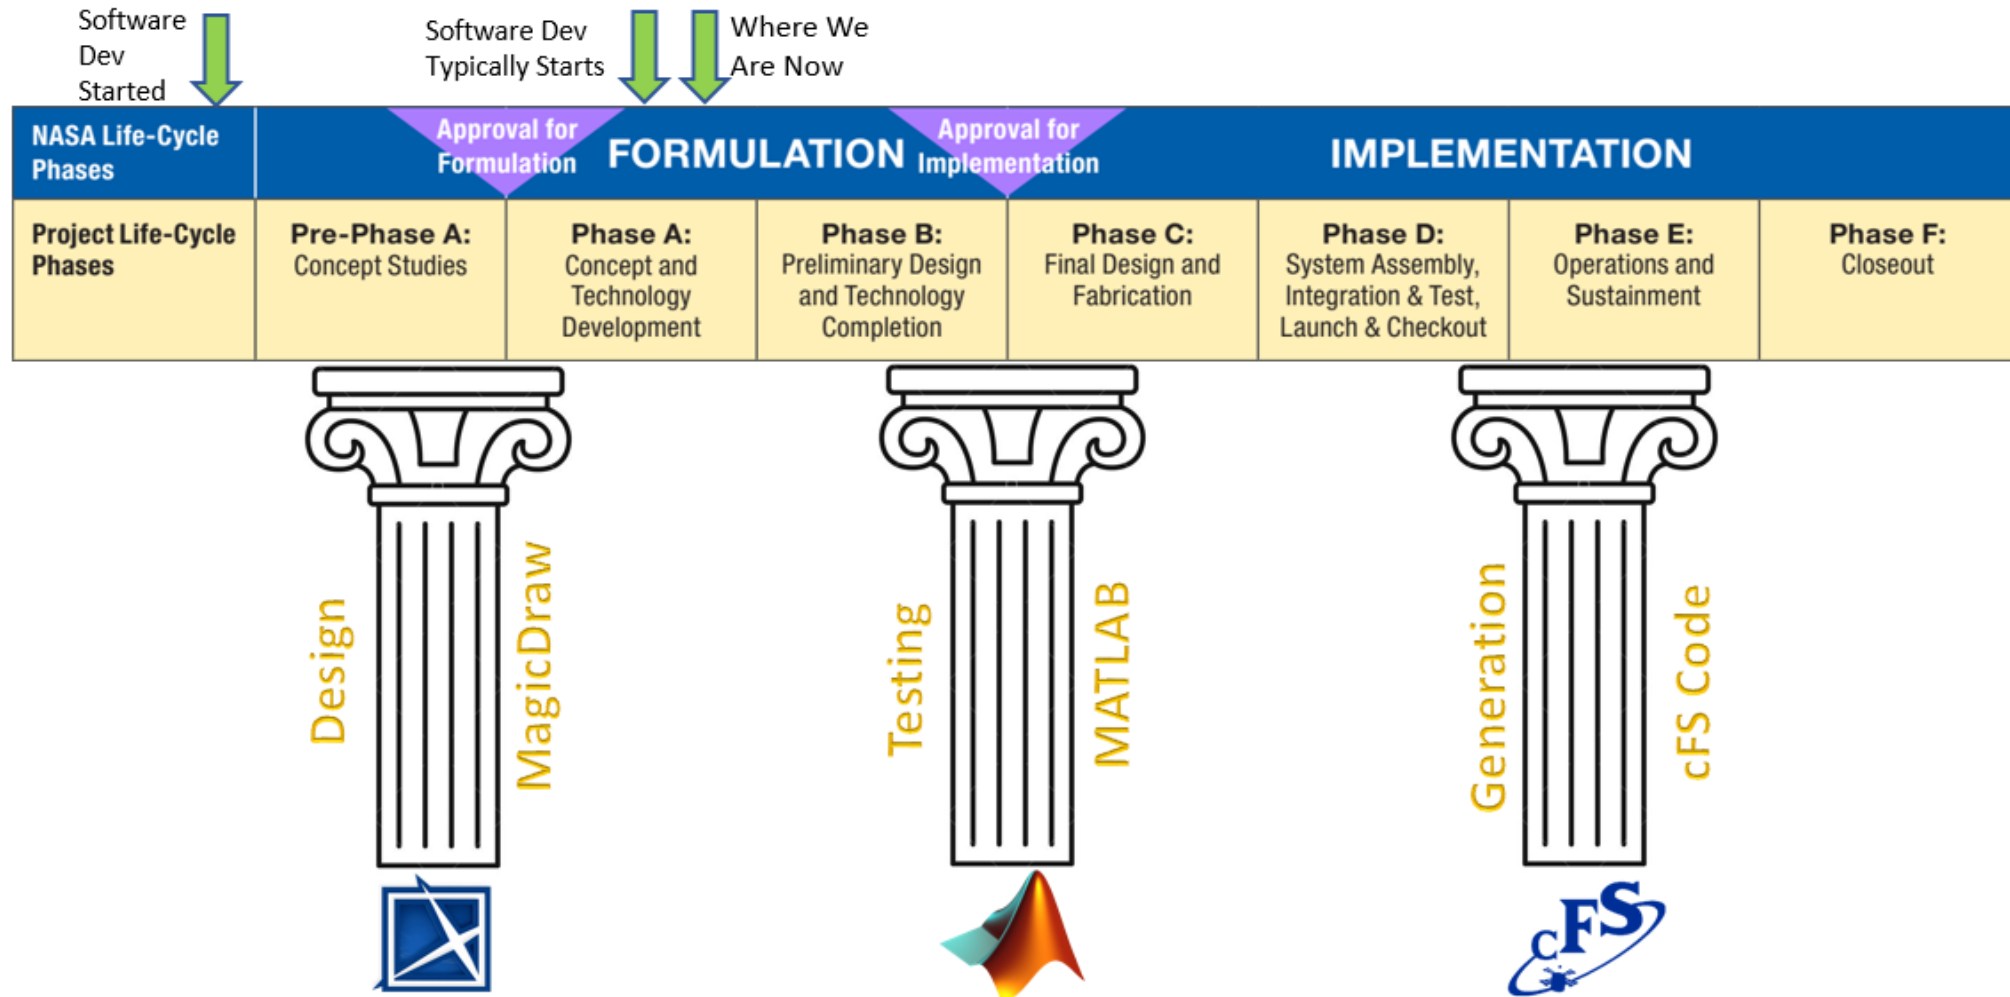 Software
Dev
Started
Software Dev
Typically Starts
Where We
Are Now
NASA Life-Cycle
Phases
Approval for
Formulation
FORMULATION
Approval for
Implementation
IMPLEMENTATION
Project Life-Cycle
Phases
Pre-Phase A:
Concept Studies
Phase A:
Concept and
Technology
Development
Phase B:
Preliminary Design
and Technology
Completion
Phase C:
Final Design and
Fabrication
Phase D:
System Assembly,
Integration & Test,
Launch & Checkout
Phase E:
Operations and
Sustainment
Phase F:
Closeout
Design
MagicDraw
Testing
MATLAB
Generation
cFS Code
cFS